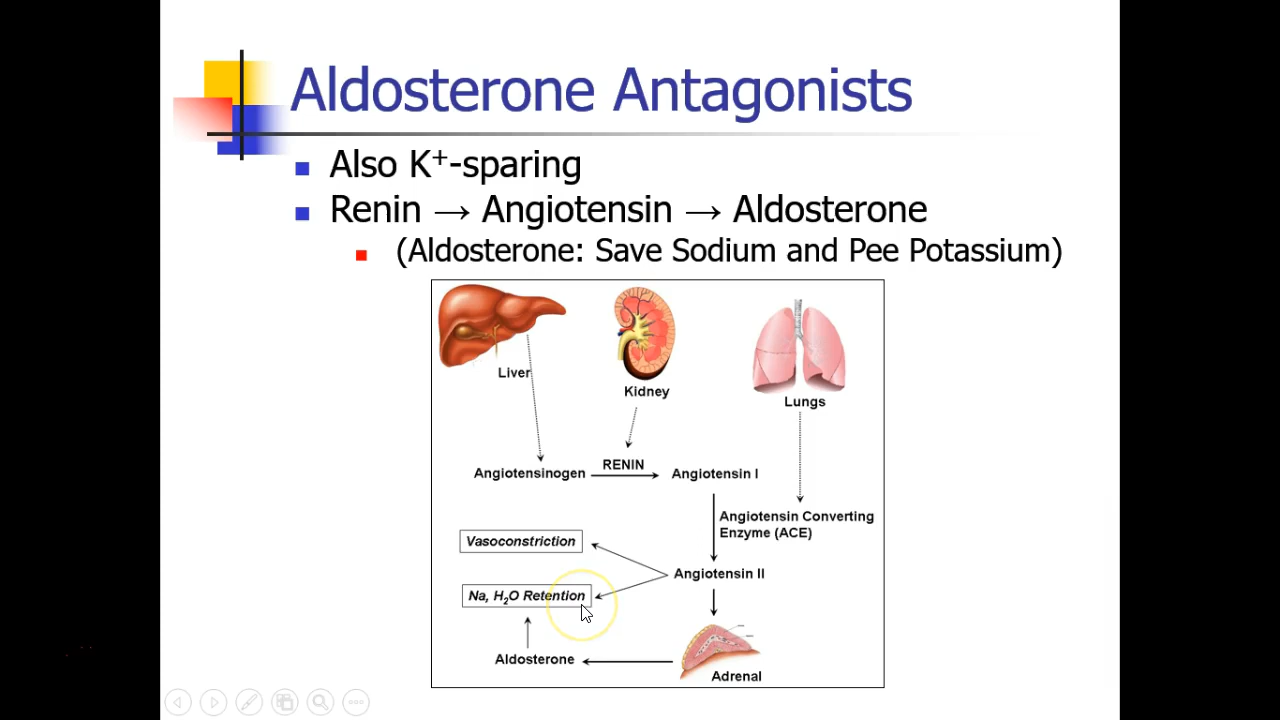 Aldosterone Antagonists
Also K⁺-sparing
Renin → Angiotensin → Aldosterone
(Aldosterone: Save Sodium and Pee Potassium)
Liver
Kidney
Lungs
Angiotensinogen
RENIN
Angiotensin I
Angiotensin Converting
Enzyme (ACE)
Vasoconstriction
Angiotensin II
Na, H₂O Retention
Aldosterone
Adrenal